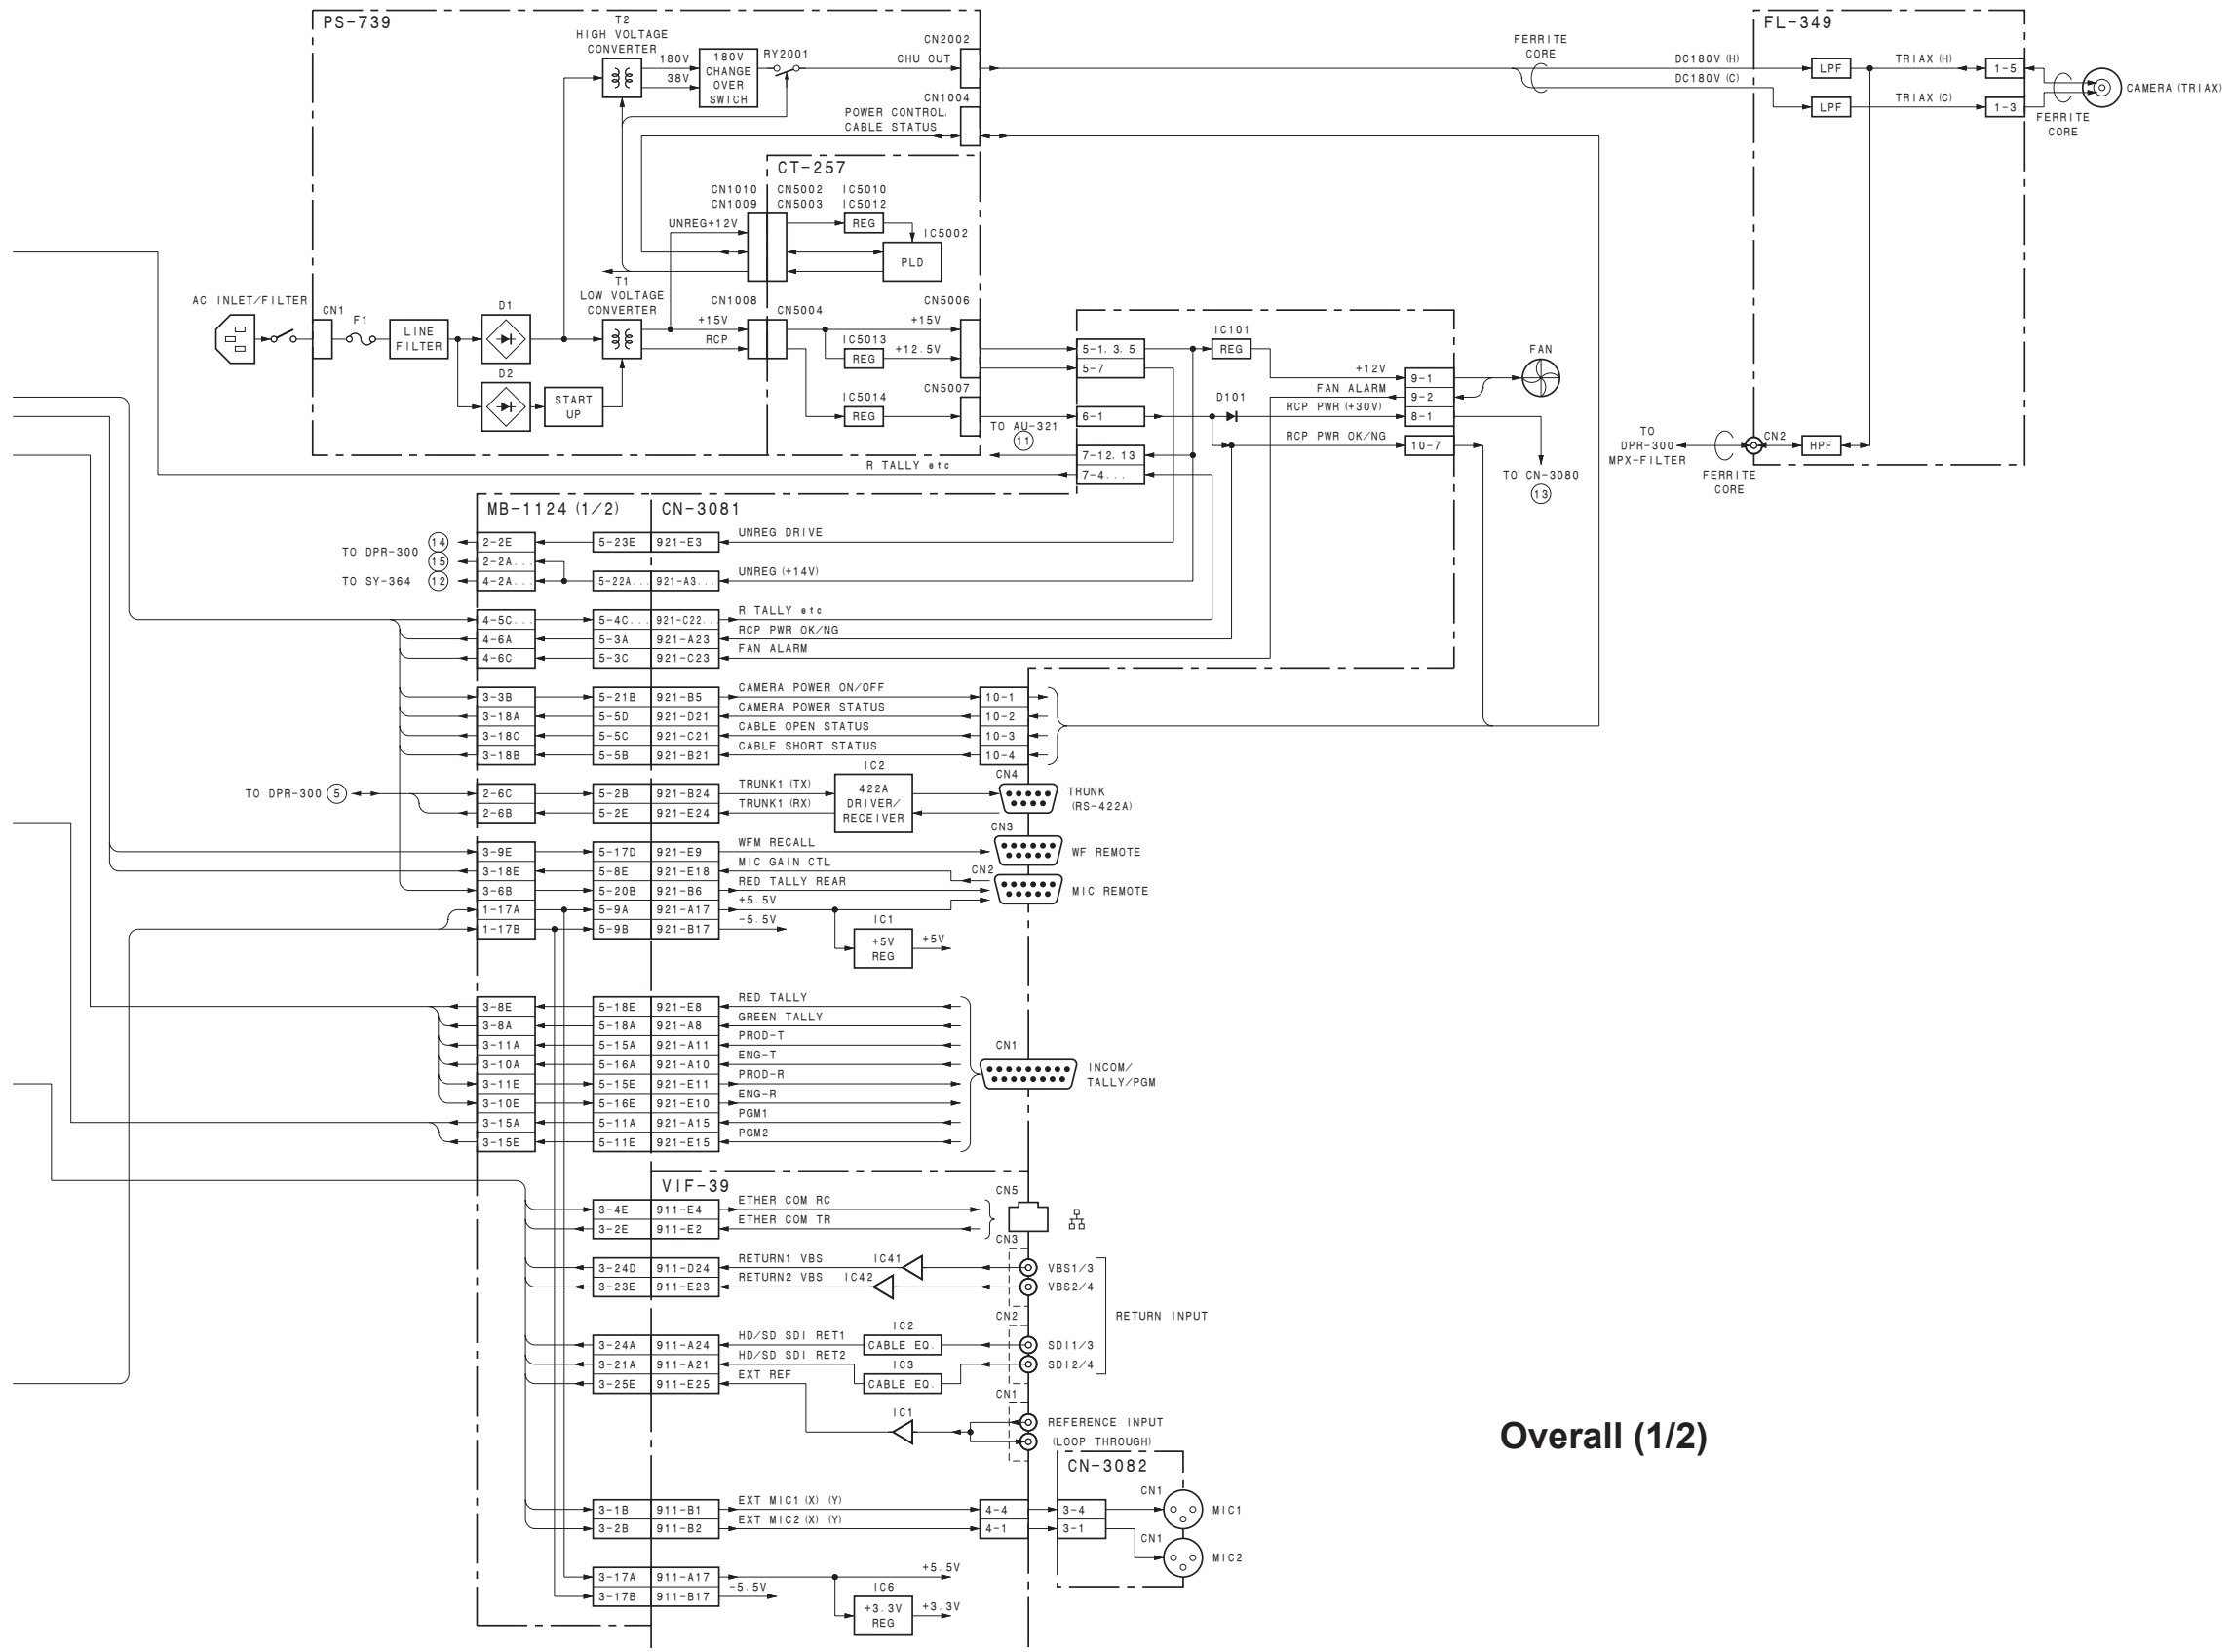 PS-739
T2
HIGH VOLTAGE
CONVERTER
180V
38V
180V
CHANGE
OVER
SWICH
RY2001
CHU OUT
CN2002
CN1004
POWER CONTROL,
CABLE STATUS
FERRITE
CORE
FL-349
DC180V (H)
DC180V (C)
LPF
LPF
TRIAX (H)
TRIAX (C)
1-5
1-3
CAMERA (TRIAX)
FERRITE
CORE
CT-257
CN1010
CN1009
CN5002
CN5003
IC5010
IC5012
REG
IC5002
PLD
UNREG+12V
T1
LOW VOLTAGE
CONVERTER
+15V
RCP
CN1008
CN5004
CN5006
+15V
IC5013
REG
+12.5V
CN5007
IC5014
REG
AC INLET/FILTER
CN1
F1
LINE
FILTER
D1
D2
START
UP
TO AU-321
11
5-1, 3, 5
5-7
6-1
7-12, 13
7-4...
R TALLY etc
IC101
REG
D101
+12V
FAN ALARM
RCP PWR (+30V)
RCP PWR OK/NG
9-1
9-2
8-1
10-7
FAN
TO CN-3080
13
TO
DPR-300
MPX-FILTER
FERRITE
CORE
CN2
HPF
MB-1124 (1/2)
CN-3081
TO DPR-300
14
15
TO SY-364
12
2-2E
5-23E
921-E3
UNREG DRIVE
2-2A...
4-2A...
5-22A...
921-A3...
UNREG (+14V)
4-5C...
5-4C...
921-C22...
R TALLY etc
4-6A
5-3A
921-A23
RCP PWR OK/NG
4-6C
5-3C
921-C23
FAN ALARM
3-3B
5-21B
921-B5
CAMERA POWER ON/OFF
10-1
3-18A
5-5D
921-D21
CAMERA POWER STATUS
10-2
3-18C
5-5C
921-C21
CABLE OPEN STATUS
10-3
3-18B
5-5B
921-B21
CABLE SHORT STATUS
10-4
TO DPR-300
5
2-6C
5-2B
921-B24
TRUNK1 (TX)
2-6B
5-2E
921-E24
TRUNK1 (RX)
IC2
422A
DRIVER/
RECEIVER
CN4
TRUNK
(RS-422A)
3-9E
5-17D
921-E9
WFM RECALL
CN3
WF REMOTE
3-18E
5-8E
921-E18
MIC GAIN CTL
3-6B
5-20B
921-B6
RED TALLY REAR
CN2
MIC REMOTE
1-17A
5-9A
921-A17
+5.5V
1-17B
5-9B
921-B17
-5.5V
IC1
+5V
REG
+5V
3-8E
5-18E
921-E8
RED TALLY
3-8A
5-18A
921-A8
GREEN TALLY
3-11A
5-15A
921-A11
PROD-T
3-10A
5-16A
921-A10
ENG-T
3-11E
5-15E
921-E11
PROD-R
3-10E
5-16E
921-E10
ENG-R
3-15A
5-11A
921-A15
PGM1
3-15E
5-11E
921-E15
PGM2
CN1
INCOM/
TALLY/PGM
VIF-39
3-4E
911-E4
ETHER COM RC
3-2E
911-E2
ETHER COM TR
CN5
3-24D
911-D24
RETURN1 VBS
IC41
3-23E
911-E23
RETURN2 VBS
IC42
CN3
VBS1/3
VBS2/4
RETURN INPUT
3-24A
911-A24
HD/SD SDI RET1
IC2
CABLE EQ.
3-21A
911-A21
HD/SD SDI RET2
IC3
CABLE EQ.
CN2
SDI1/3
SDI2/4
3-25E
911-E25
EXT REF
IC1
CN1
REFERENCE INPUT
(LOOP THROUGH)
Overall (1/2)
CN-3082
3-1B
911-B1
EXT MIC1 (X) (Y)
4-4
3-4
CN1
MIC1
3-2B
911-B2
EXT MIC2 (X) (Y)
4-1
3-1
CN1
MIC2
3-17A
911-A17
+5.5V
3-17B
911-B17
-5.5V
IC6
+3.3V
REG
+3.3V